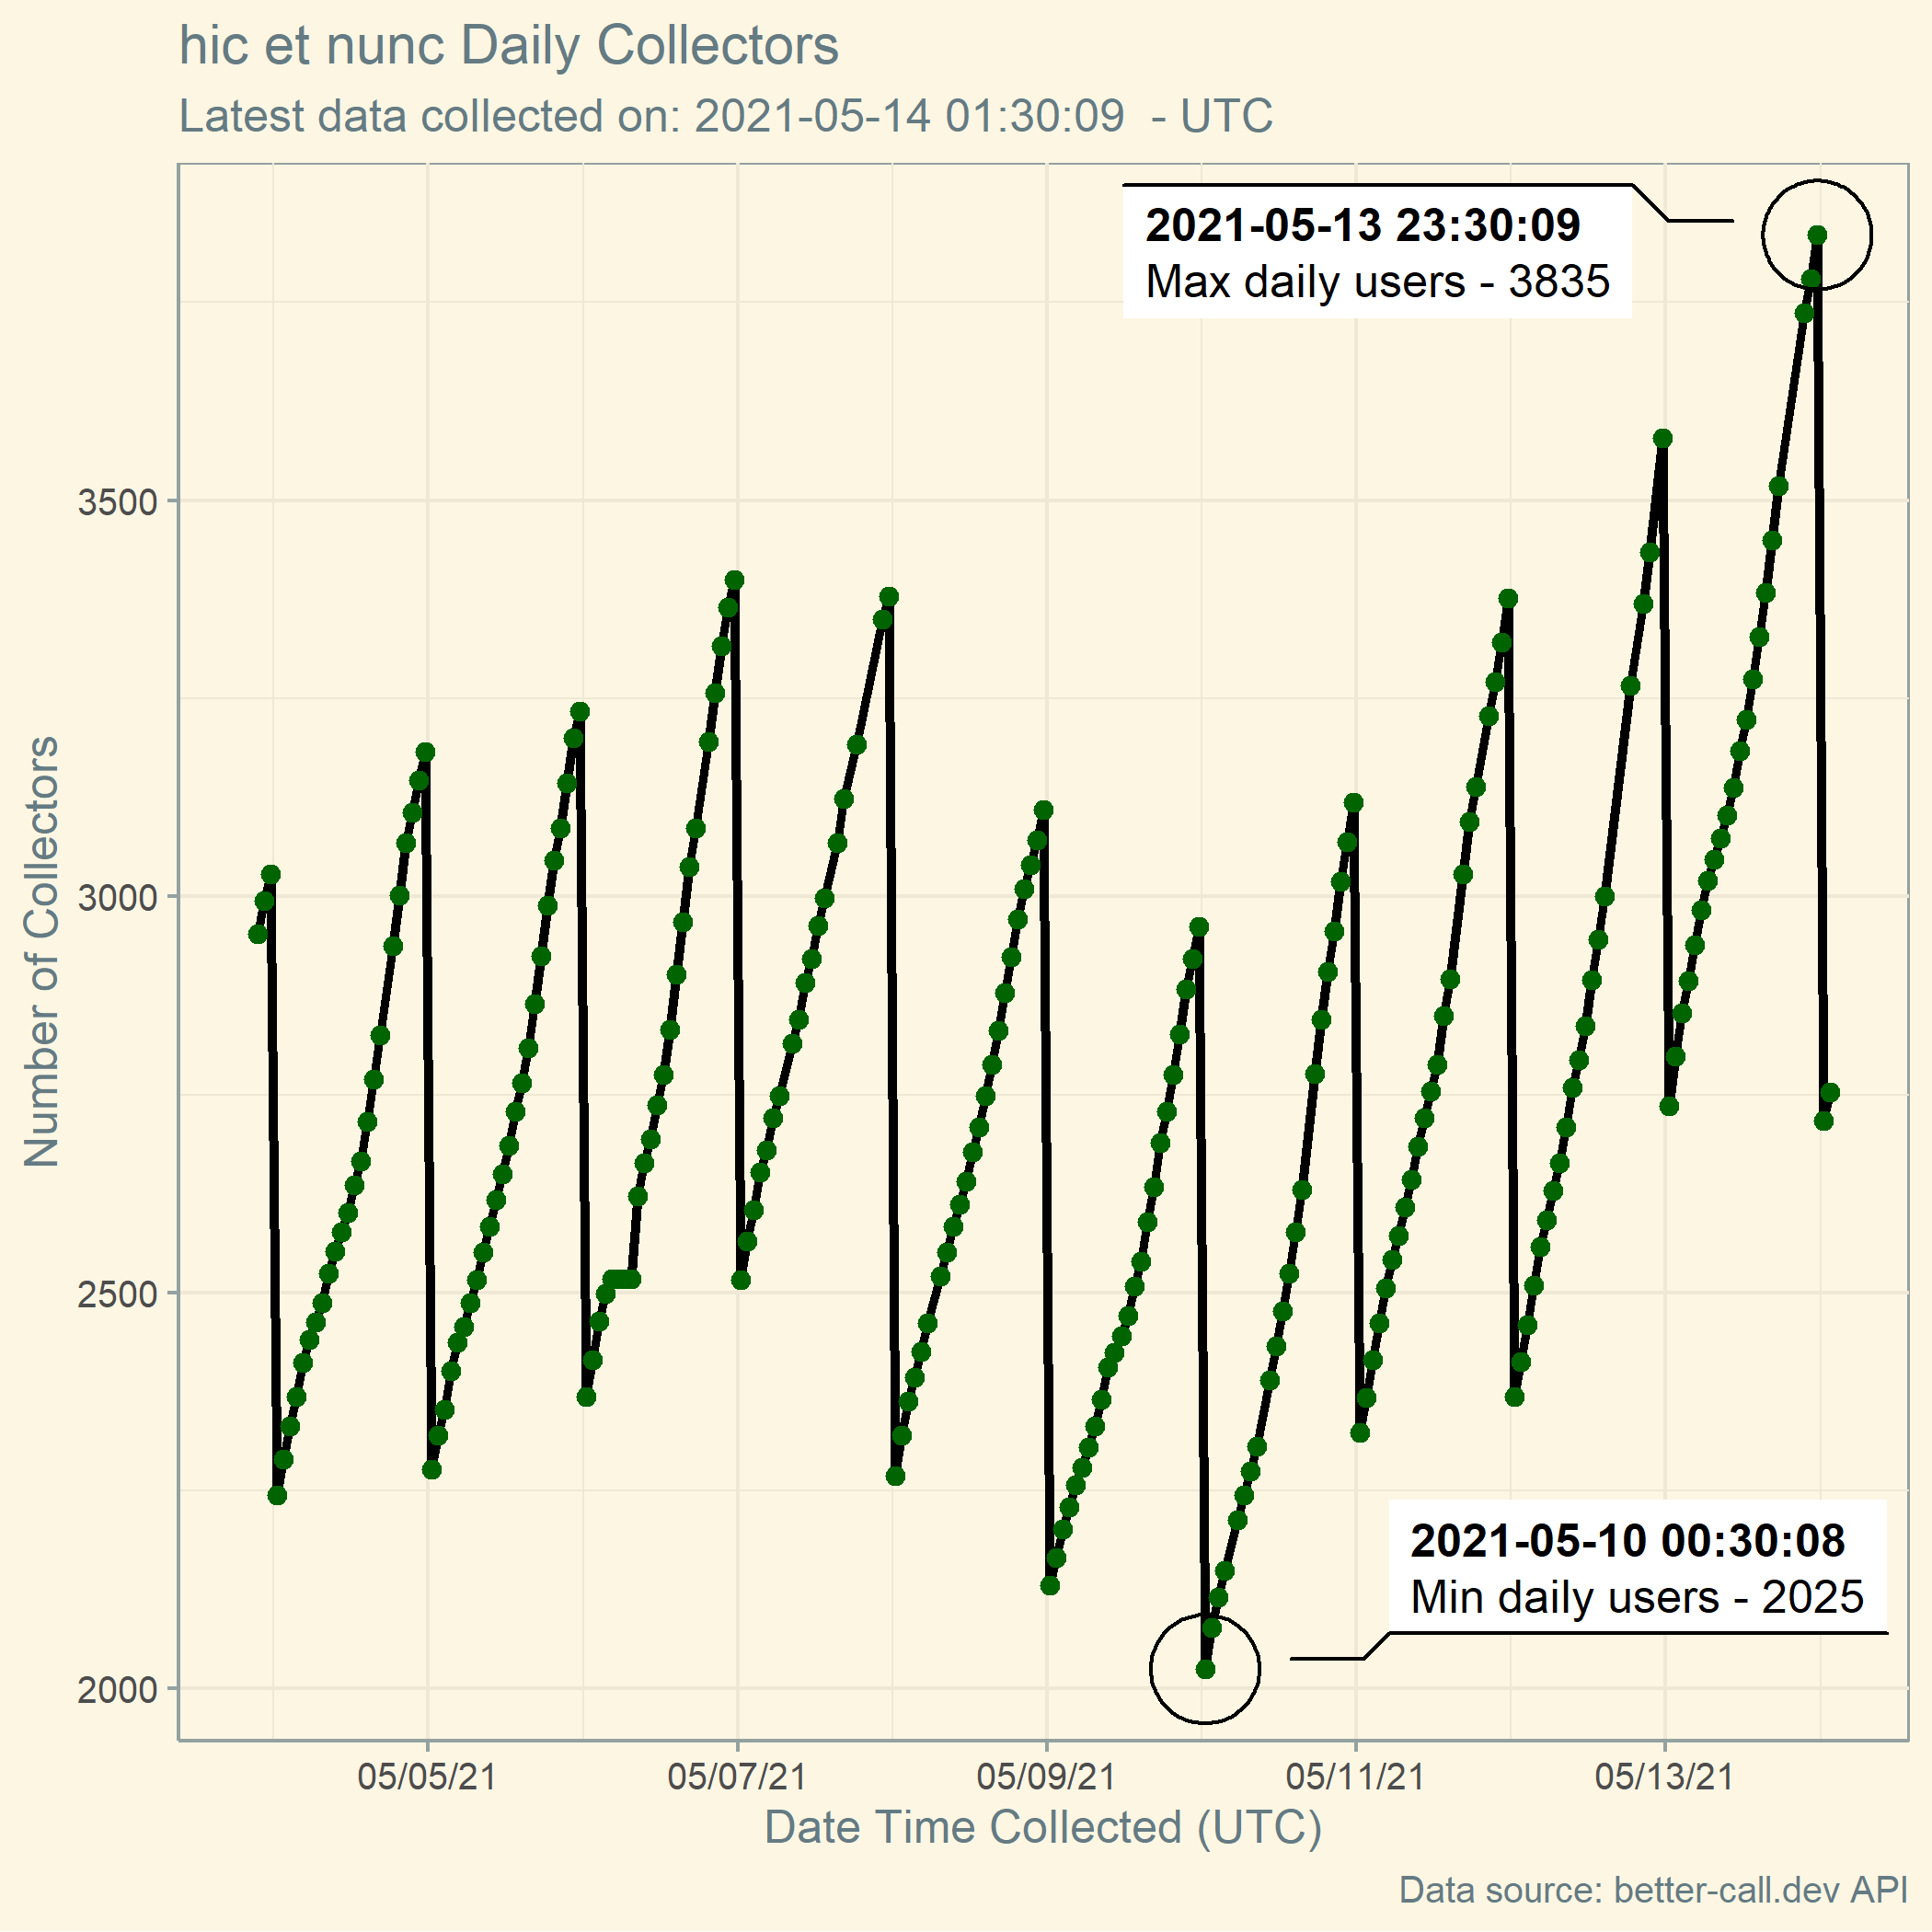 hic et nunc Daily Collectors
Latest data collected on: 2021-05-14 01:30:09  - UTC
2021-05-13 23:30:09
Max daily users - 3835
Number of Collectors
3500
3000
2500
2000
2021-05-10 00:30:08
Min daily users - 2025
05/05/21
05/07/21
05/09/21
05/11/21
05/13/21
Date Time Collected (UTC)
Data source: better-call.dev API